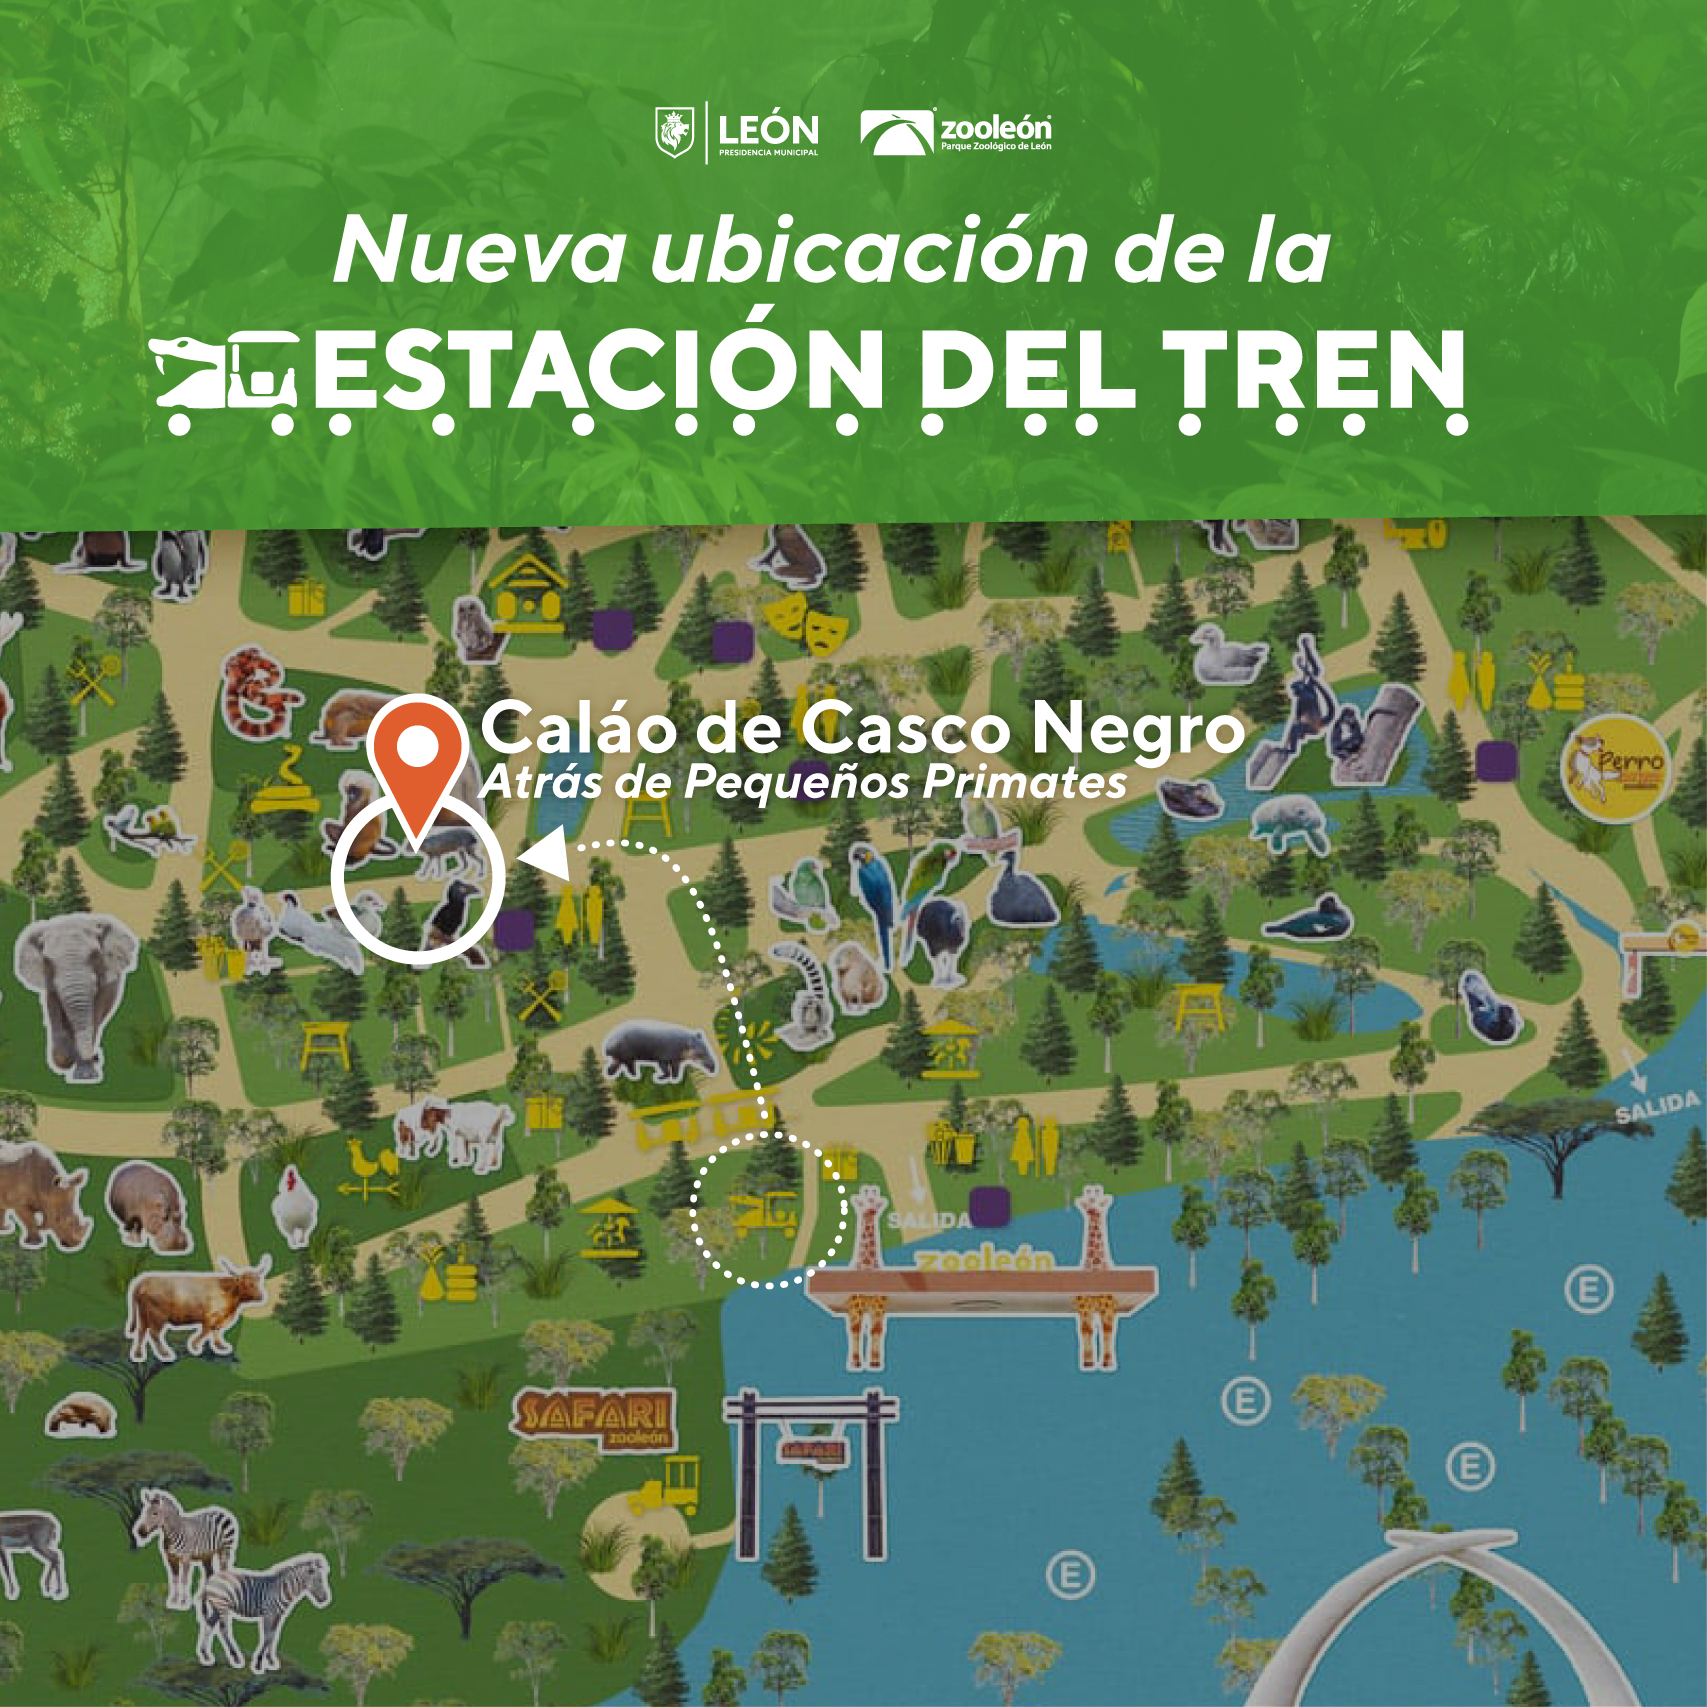 LEÓN
PRESIDENCIA MUNICIPAL
zooleón
Parque Zoológico de León
Nueva ubicación de la
ESTACIÓN DEL TREN
Caláo de Casco Negro
Atrás de Pequeños Primates
Perro
SALIDA
SALIDA
zooleón
E
SAFARI
zooleón
E
SAFARI
E
E